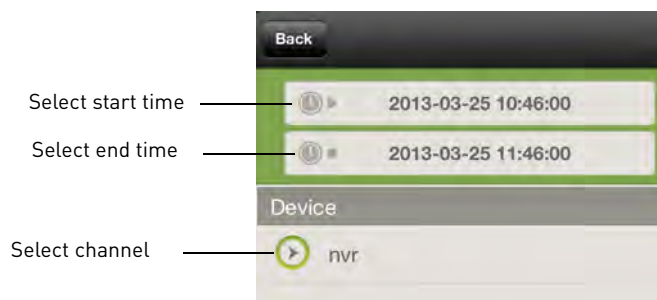 Back
Select start time
2013-03-25 10:46:00
Select end time
2013-03-25 11:46:00
Device
Select channel
nvr